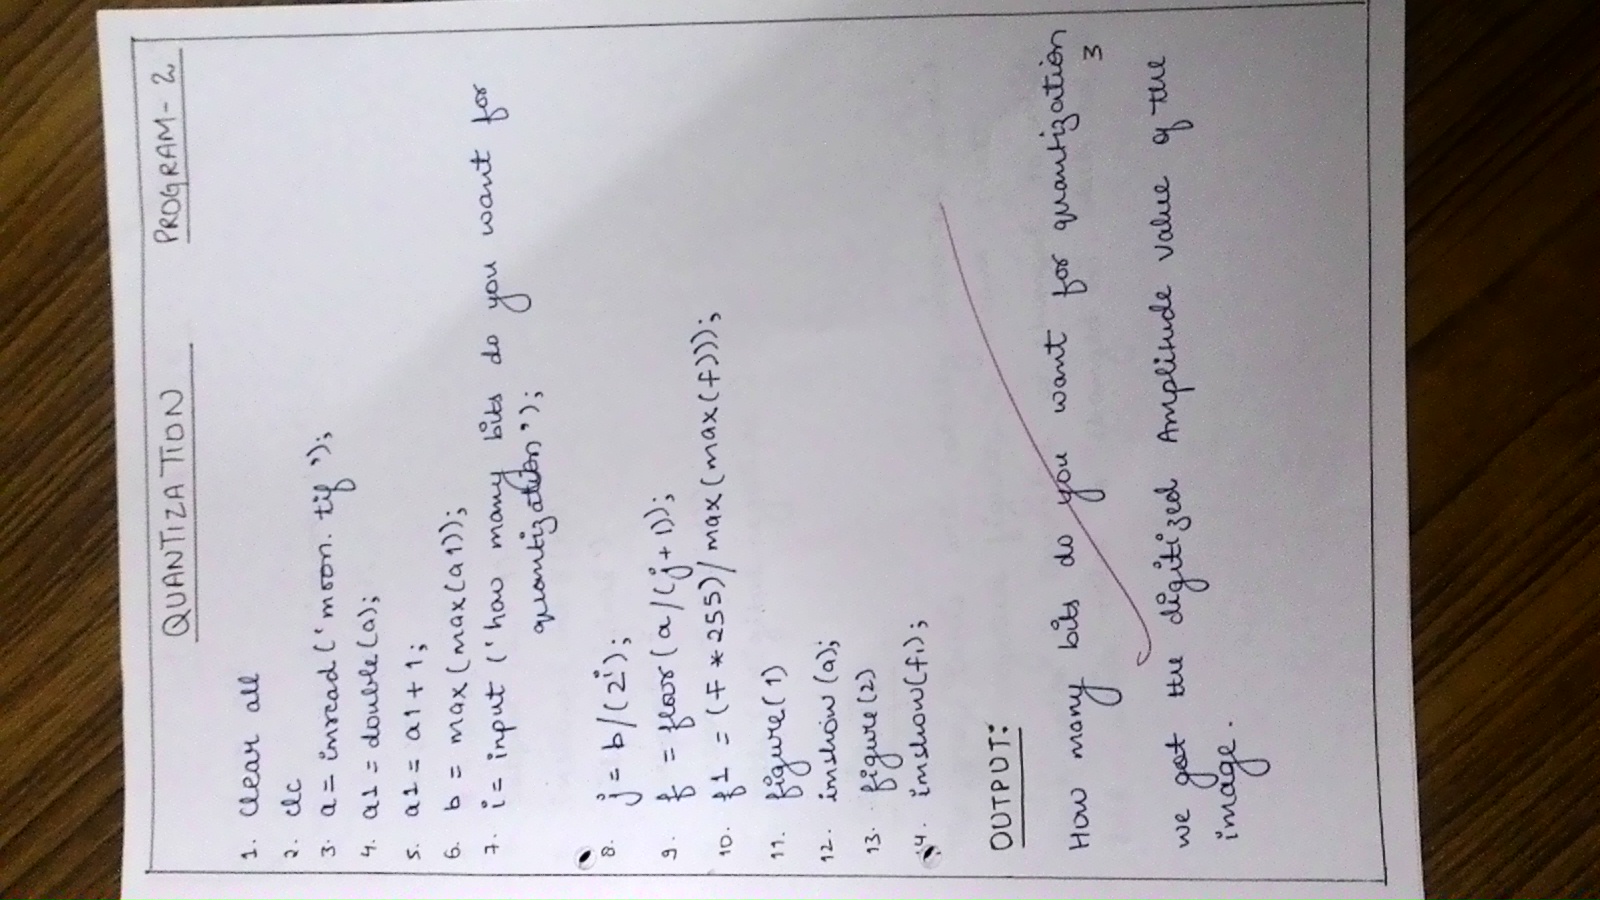 QUANTIZATION PROGRAM-2
1. clear all
2. clc
3. a = imread ('moon. tif ');
4. a1 = double (a);
5. a1 = a1 + 1;
6. b = max (max (a1));
7. i = input ('how many bits do you want for
quantization');
8. j = b/(2^i);
9. f = floor (a/(j+1));
10. f1 = (f * 255)/ max (max (f)));
11. figure( 1)
12. imshow (a);
13. figure (2)
14. imshow(f1);
OUTPUT:
How many bits do you want for quantization
3
we got the digitized Amplitude value of the
image.